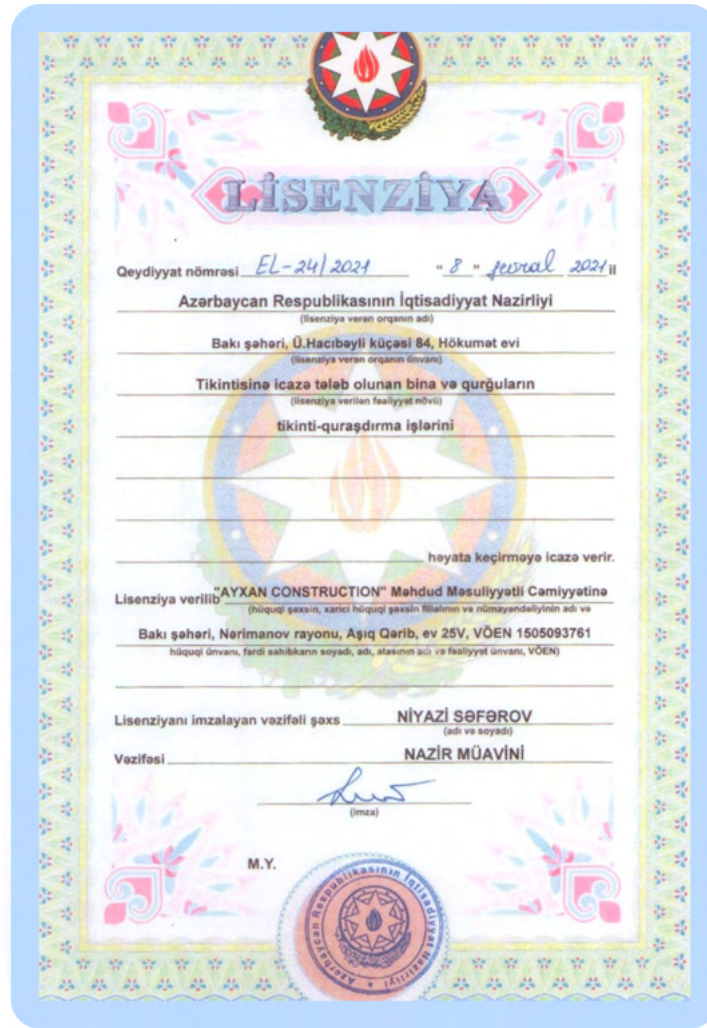 LİSENZİYA
Qeydiyyat nömrəsi EL-24/2021 "8" fevral 2021 il
Azərbaycan Respublikasının İqtisadiyyat Nazirliyi
(lisenziya verən orqanın adı)
Bakı şəhəri, Ü.Hacıbəyli küçəsi 84, Hökumət evi
(lisenziya verən orqanın ünvanı)
Tikintisinə icazə tələb olunan bina və qurğuların
(lisenziya verilən fəaliyyət növü)
tikinti-quraşdırma işlərini
həyata keçirməyə icazə verir.
Lisenziya verilib "AYXAN CONSTRUCTION" Məhdud Məsuliyyətli Cəmiyyətinə
(hüquqi şəxsin, xarici hüquqi şəxsin filialının və nümayəndəliyinin adı və
Bakı şəhəri, Nərimanov rayonu, Aşıq Qərib, ev 25V, VÖEN 1505093761
hüquqi ünvanı, fərdi sahibkarın soyadı, adı, atasının adı və fəaliyyət ünvanı, VÖEN)
Lisenziyanı imzalayan vəzifəli şəxs NİYAZİ SƏFƏROV
(adı və soyadı)
Vəzifəsi NAZİR MÜAVİNİ
(imza)
M.Y.
Azərbaycan Respublikasının İqtisadiyyat Nazirliyi